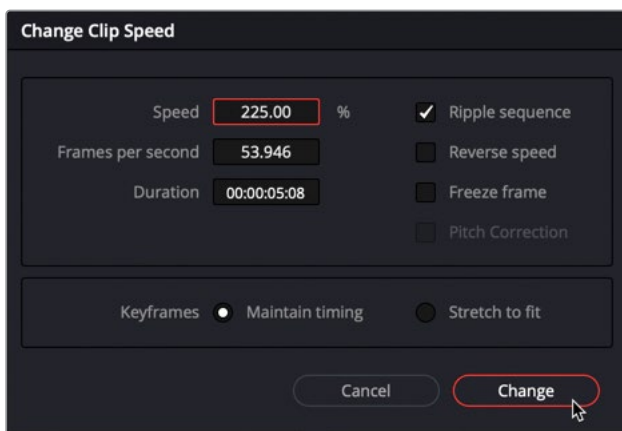 Change Clip Speed
Speed 225.00 % Ripple sequence
Frames per second 53.946 Reverse speed
Duration 00:00:05:08 Freeze frame
Pitch Correction
Keyframes Maintain timing Stretch to fit
Cancel Change